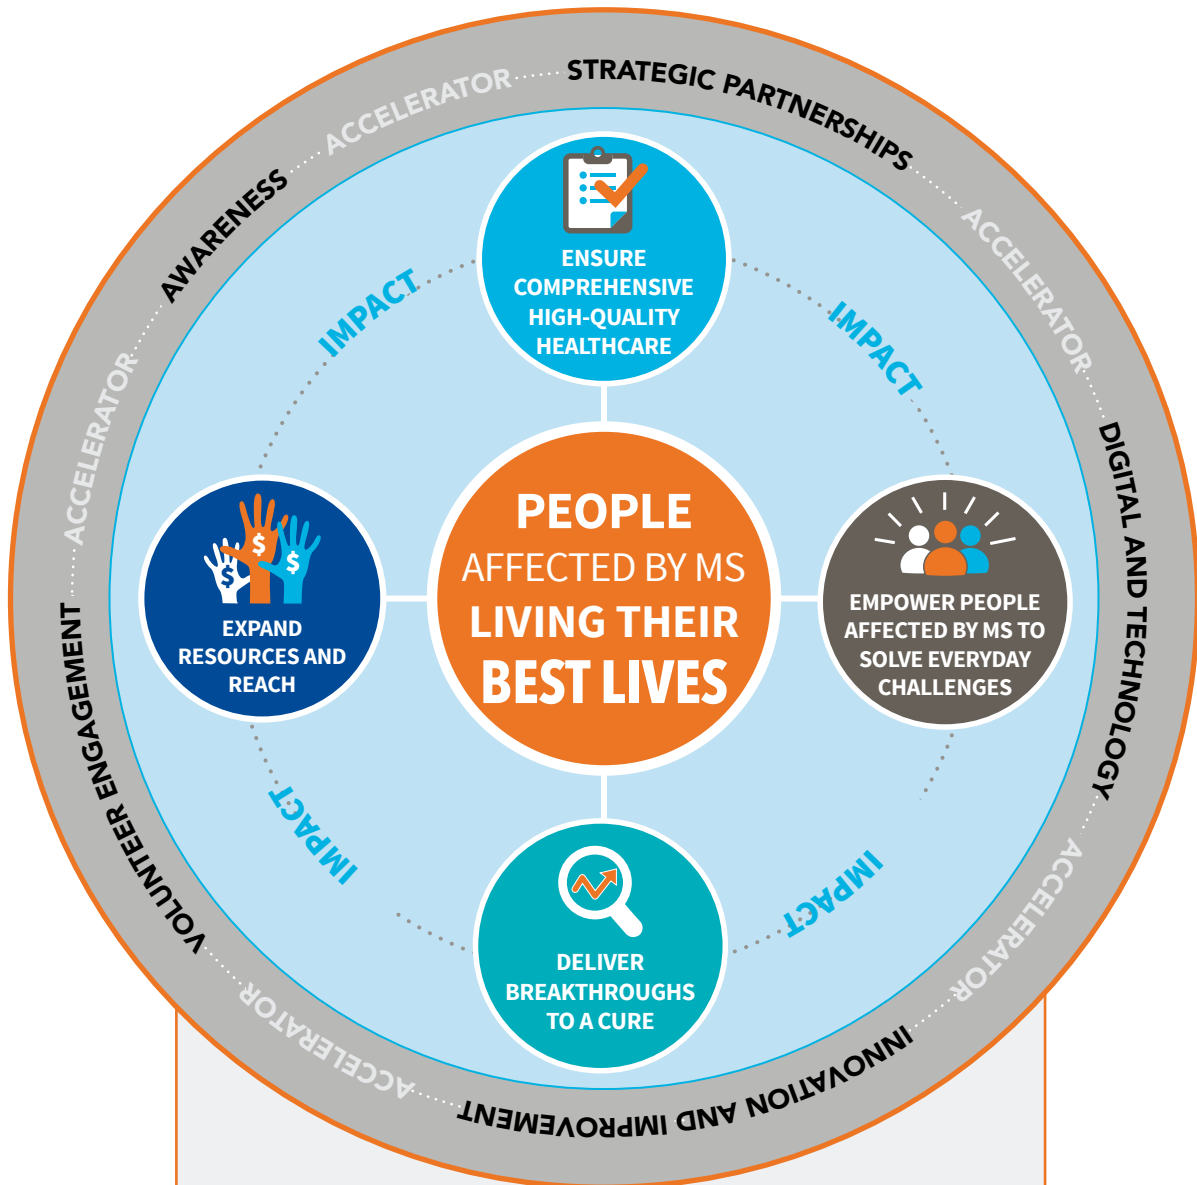 STRATEGIC PARTNERSHIPS
ACCELERATOR
DIGITAL AND TECHNOLOGY
ACCELERATOR
INNOVATION AND IMPROVEMENT
ACCELERATOR
VOLUNTEER ENGAGEMENT
ACCELERATOR
AWARENESS
ACCELERATOR
ENSURE
COMPREHENSIVE
HIGH-QUALITY
HEALTHCARE
IMPACT
EMPOWER PEOPLE
AFFECTED BY MS TO
SOLVE EVERYDAY
CHALLENGES
IMPACT
DELIVER
BREAKTHROUGHS
TO A CURE
IMPACT
$
$
$
EXPAND
RESOURCES AND
REACH
IMPACT
PEOPLE
AFFECTED BY MS
LIVING THEIR
BEST LIVES